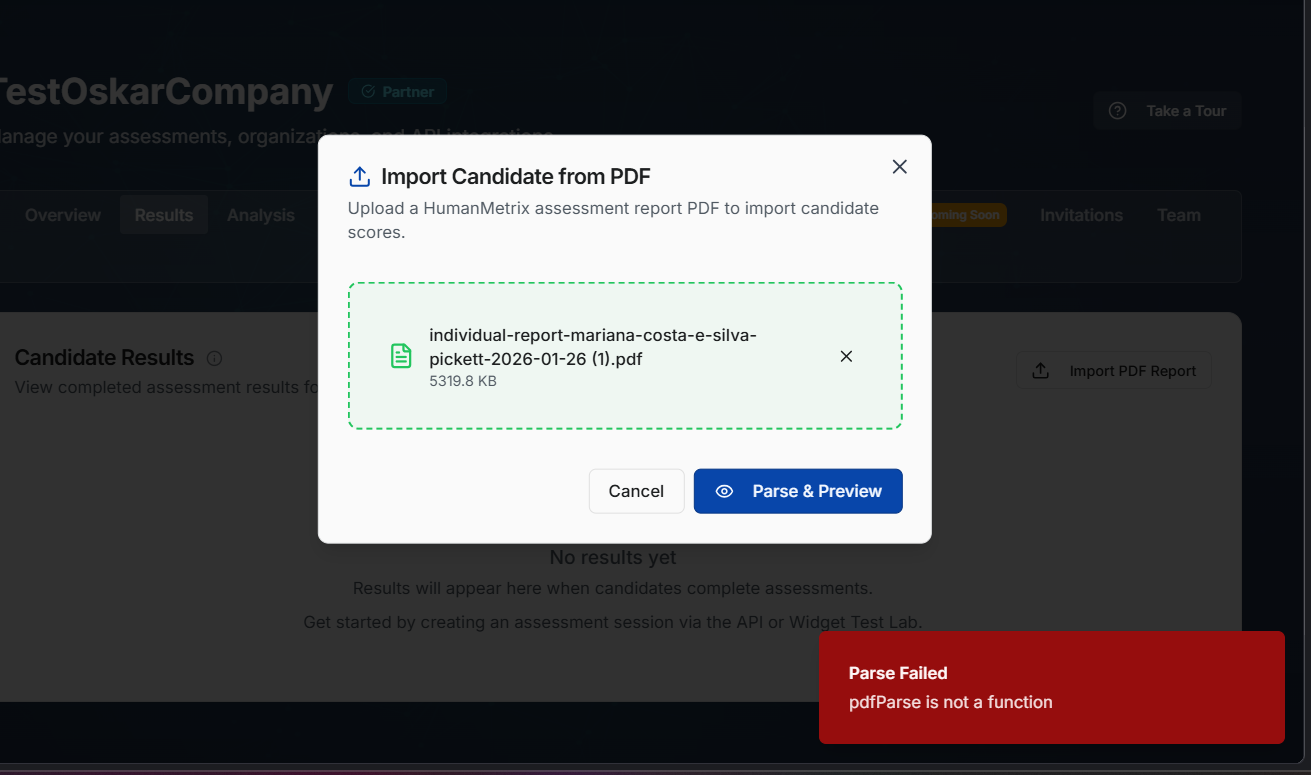 TestOskarCompany
Partner
Take a Tour
Manage your assessments, organizations, and API integrations
Import Candidate from PDF
Upload a HumanMetrix assessment report PDF to import candidate
scores.
Overview
Results
Analysis
oming Soon
Invitations
Team
individual-report-mariana-costa-e-silva-
pickett-2026-01-26 (1).pdf
5319.8 KB
Candidate Results
View completed assessment results fo
Import PDF Report
Cancel
Parse & Preview
No results yet
Results will appear here when candidates complete assessments.
Get started by creating an assessment session via the API or Widget Test Lab.
Parse Failed
pdfParse is not a function